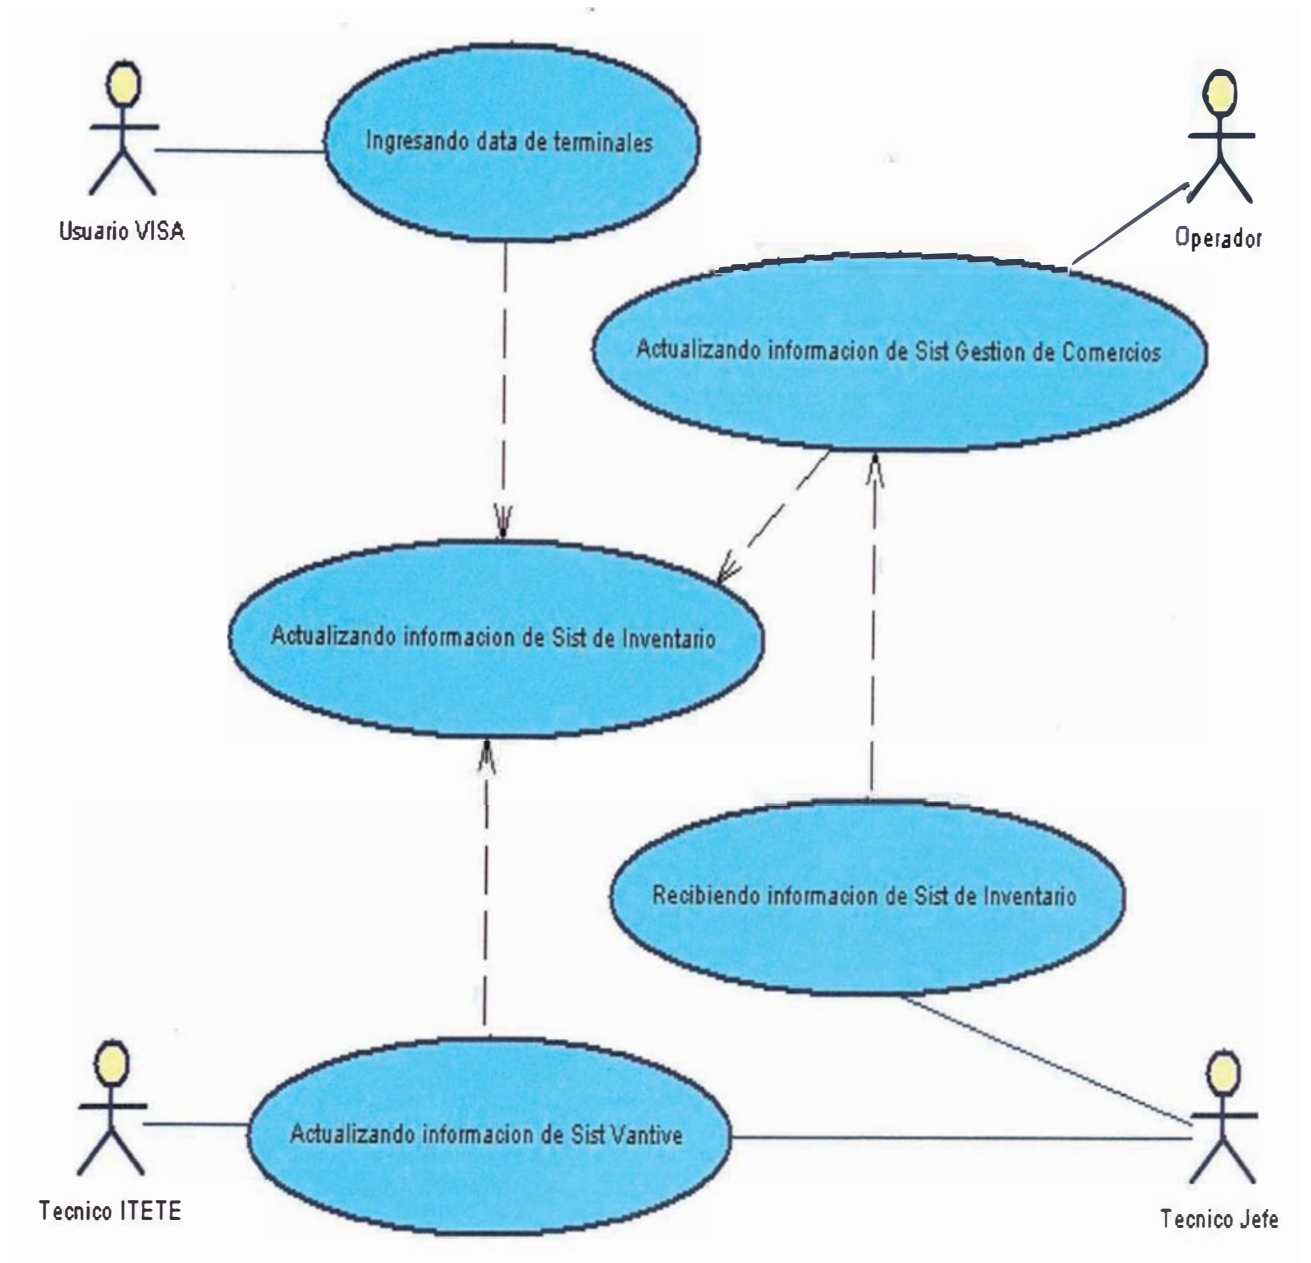 Ingresando data de terminales
Usuario VISA
Operador
Actualizando informacion de Sist Gestion de Comercios
Actualizando informacion de Sist de Inventario
Recibiendo informacion de Sist de Inventario
Actualizando informacion de Sist Vantive
Tecnico ITETE
Tecnico Jefe